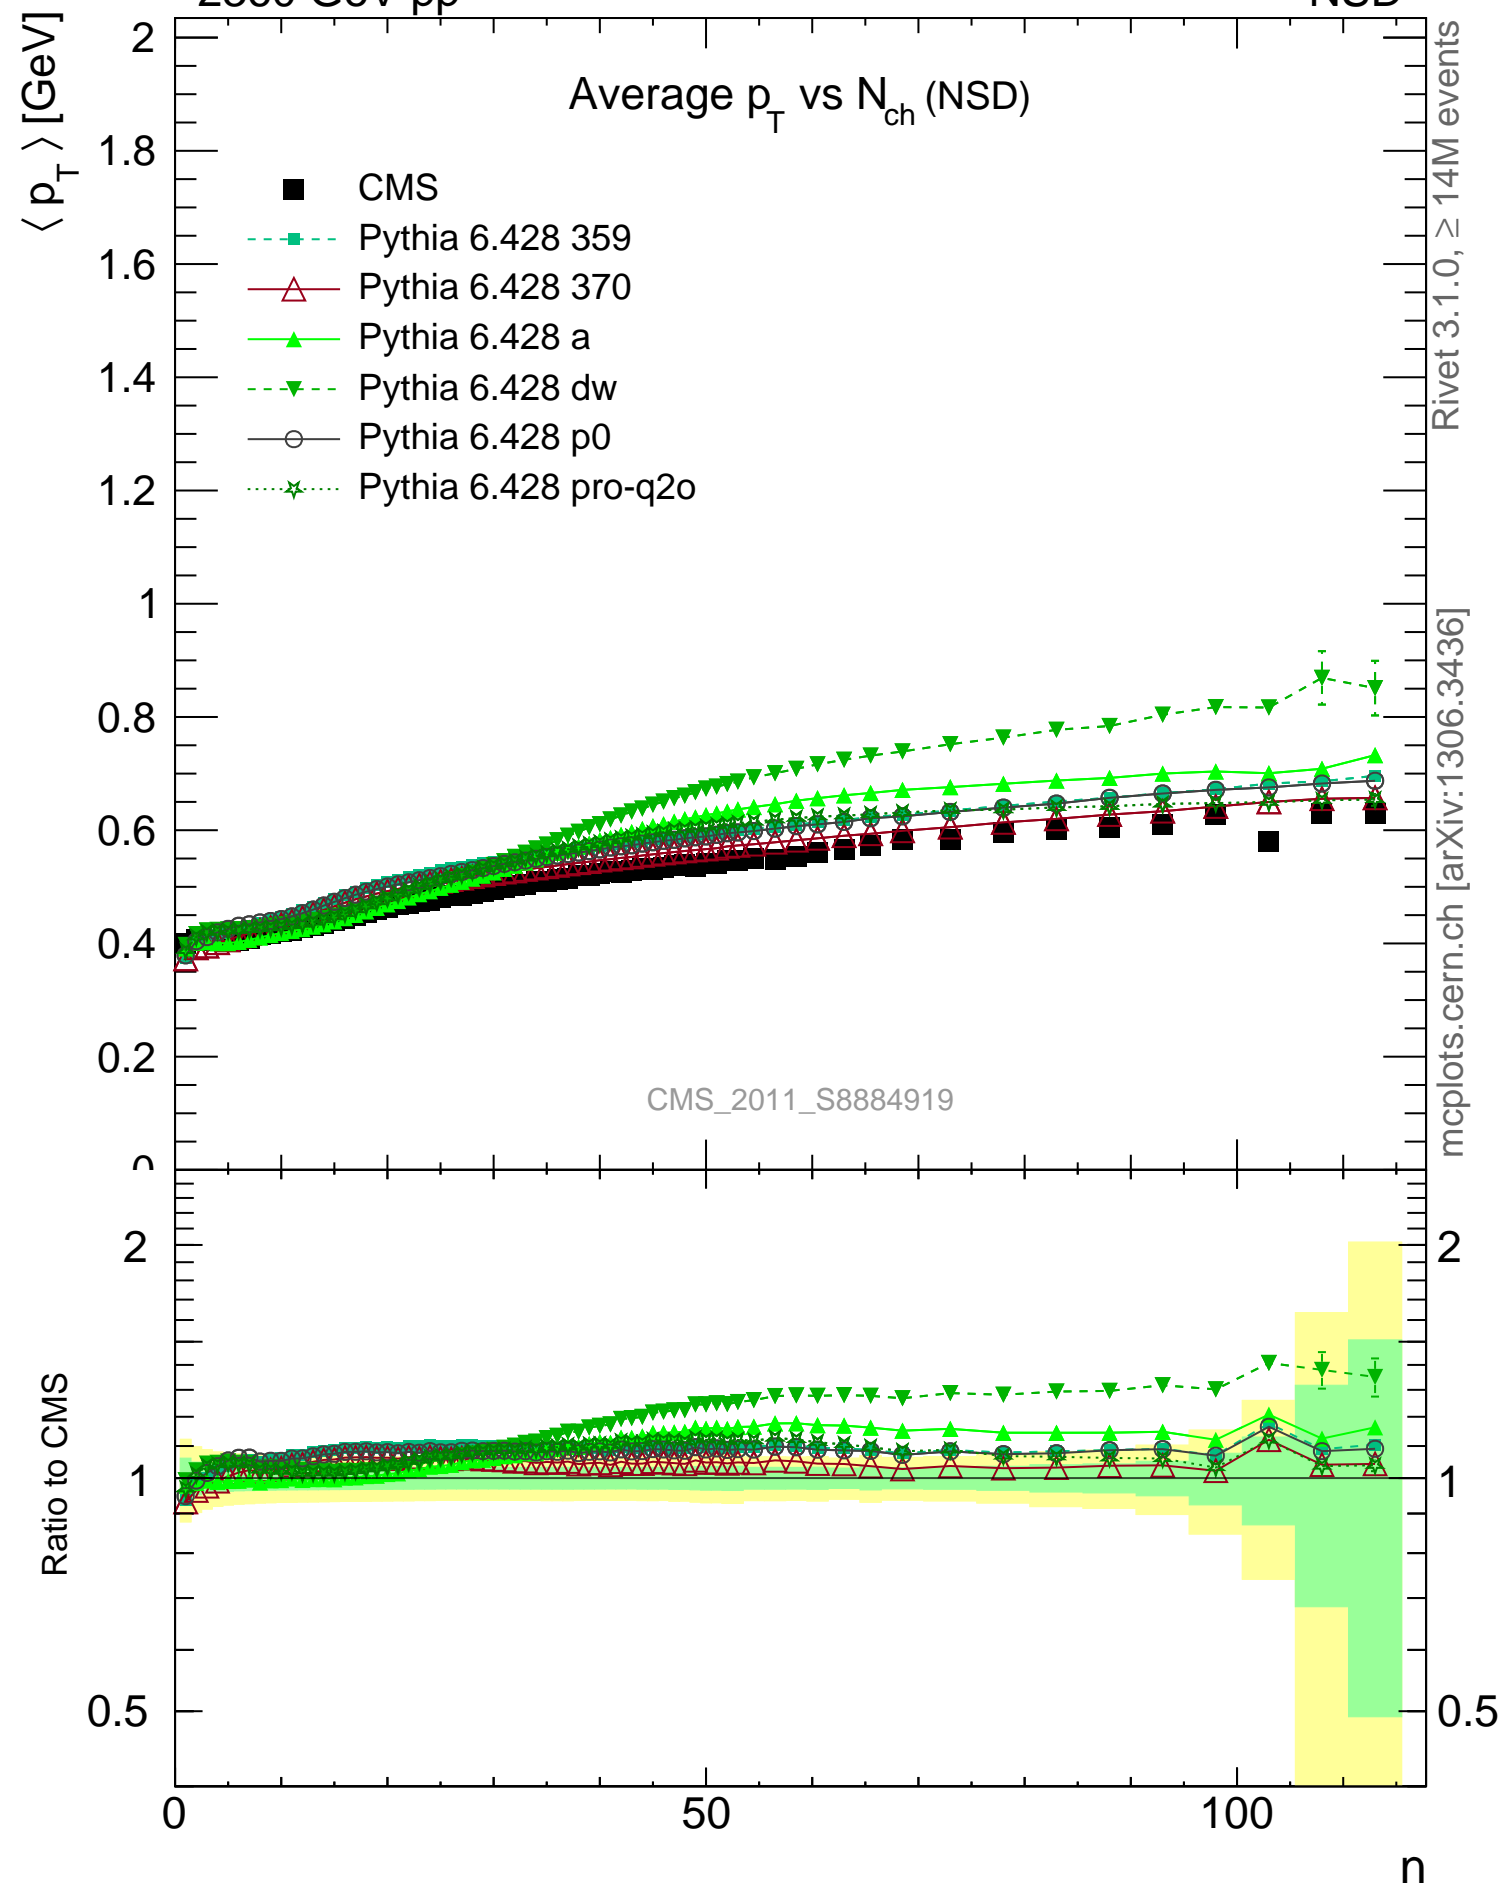 NSD
⟨ p_T ⟩ [GeV]
Average p_T vs N_ch (NSD)
CMS
Pythia 6.428 359
Pythia 6.428 370
Pythia 6.428 a
Pythia 6.428 dw
Pythia 6.428 p0
Pythia 6.428 pro-q2o
2
1.8
1.6
1.4
1.2
1
0.8
0.6
0.4
0.2
0
CMS_2011_S8884919
Rivet 3.1.0, ≥ 14M events
mcplots.cern.ch [arXiv:1306.3436]
Ratio to CMS
2
1
0.5
2
1
0.5
0
50
100
n